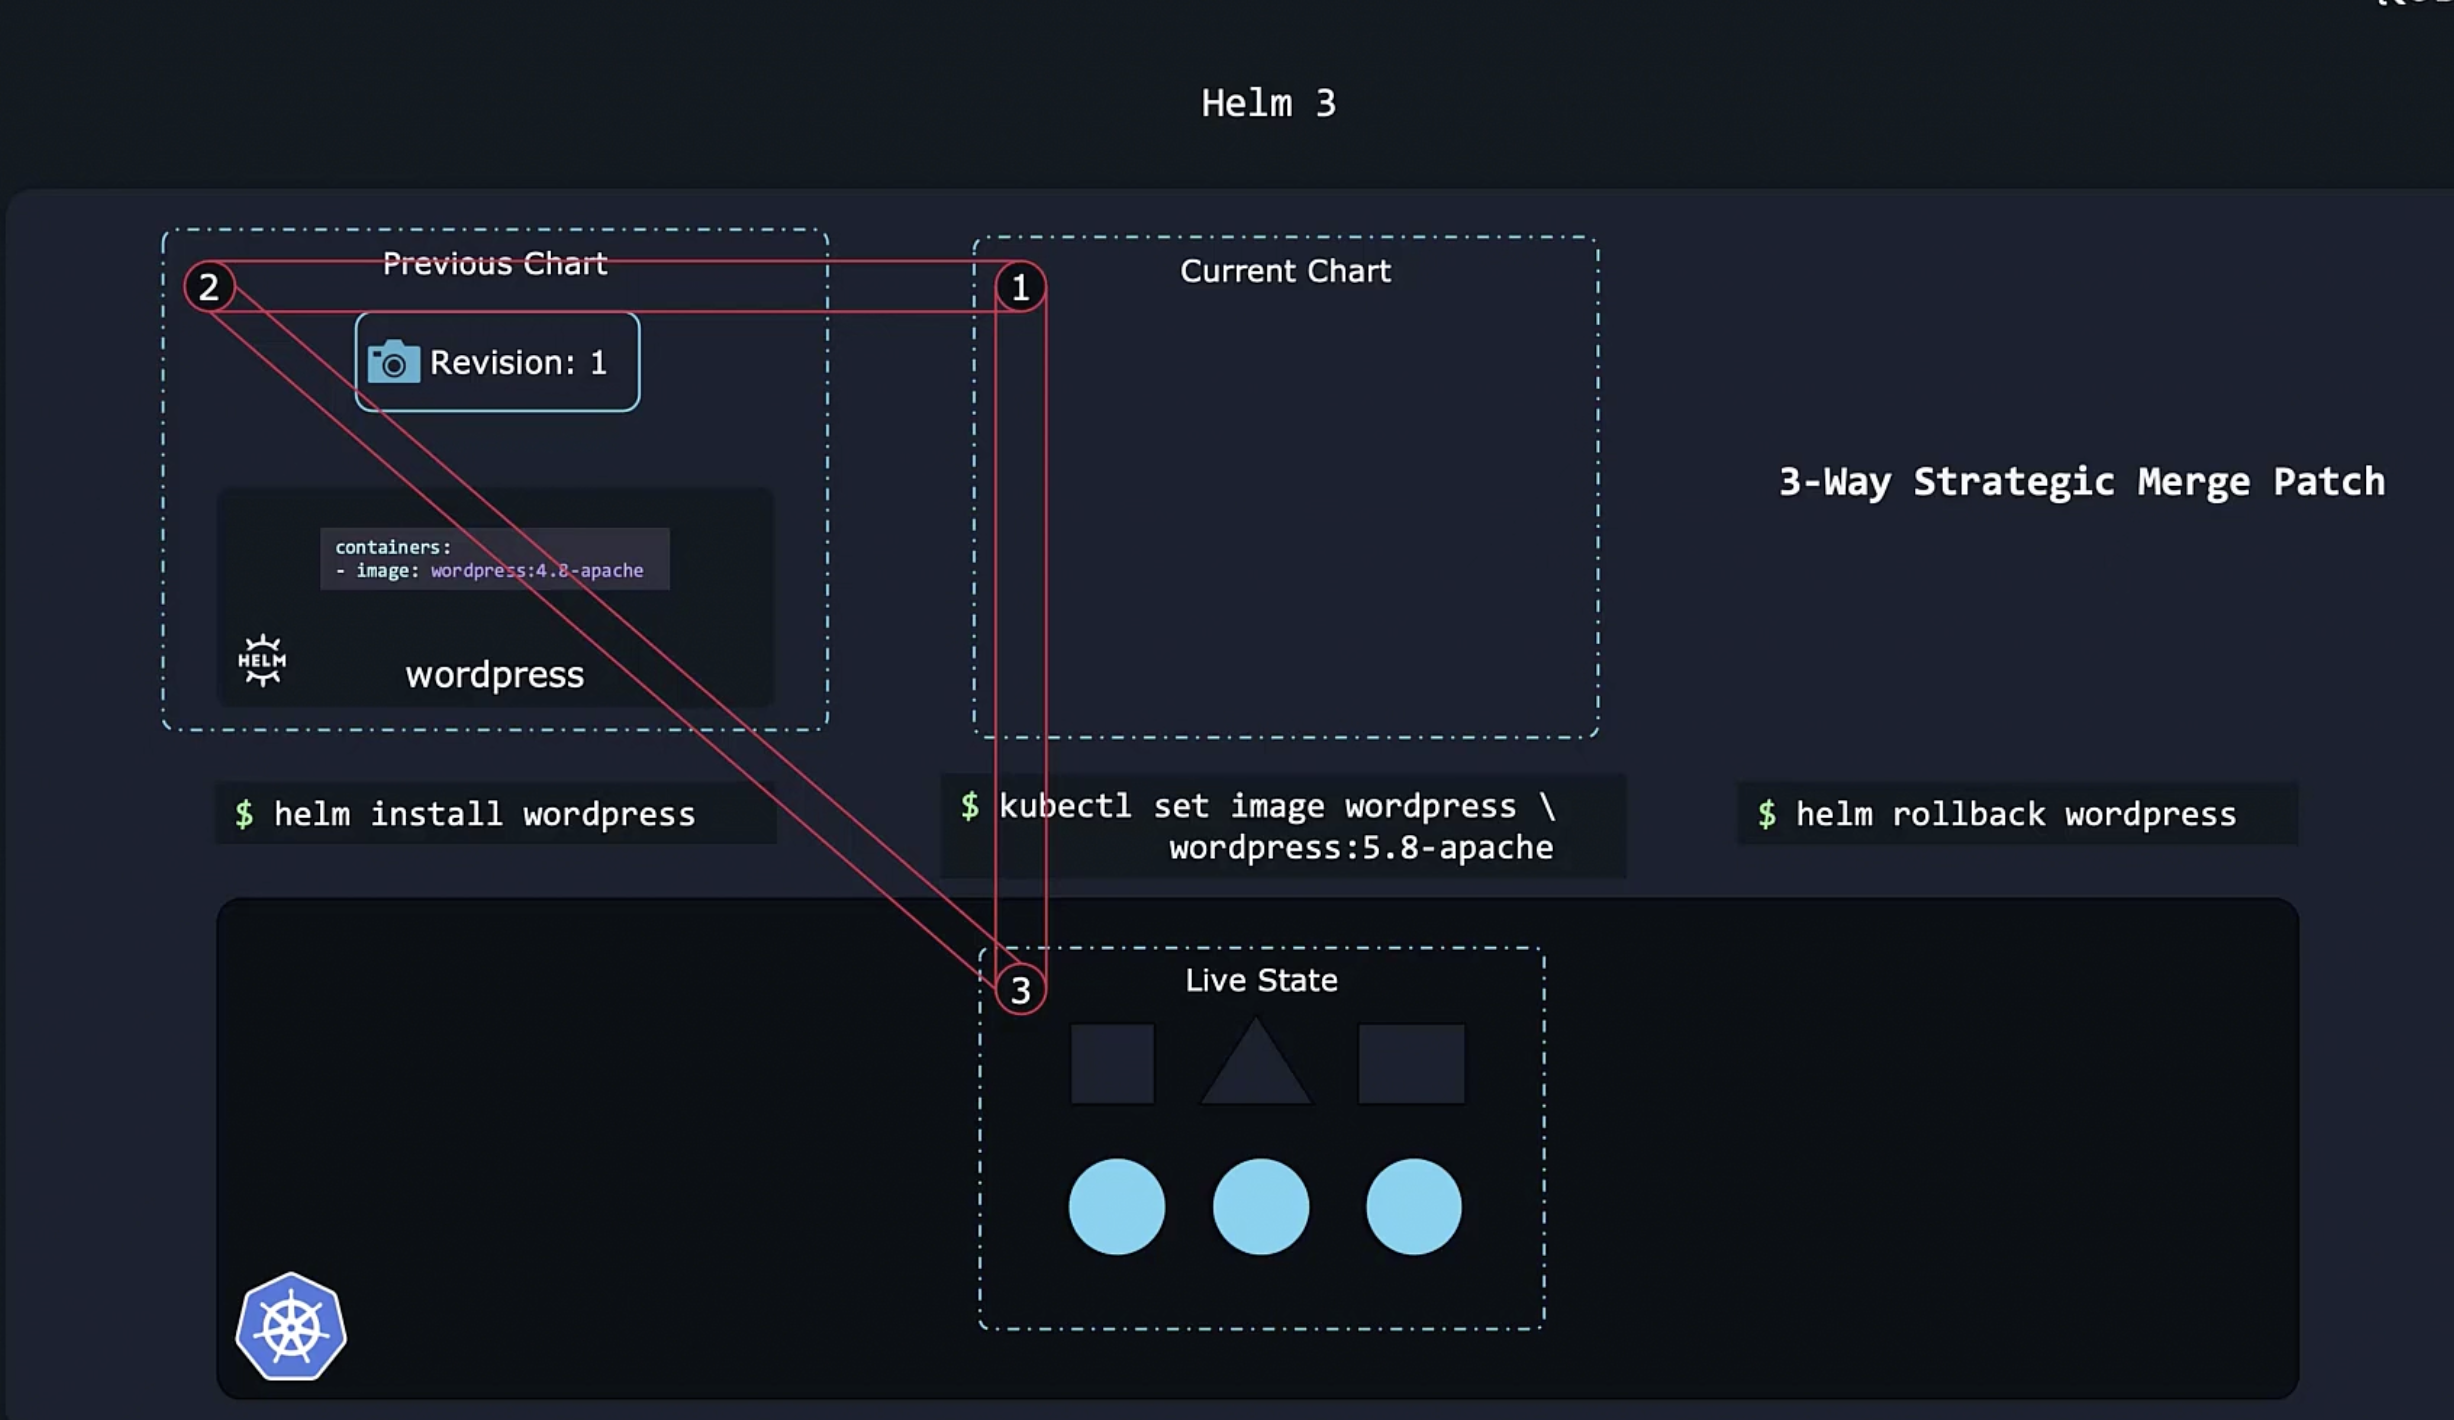 Helm 3
Previous Chart
2
1
Current Chart
Revision: 1
3-Way Strategic Merge Patch
containers:
- image: wordpress:4.8-apache
HELM
wordpress
$ helm install wordpress
$ kubectl set image wordpress \
wordpress:5.8-apache
$ helm rollback wordpress
3
Live State